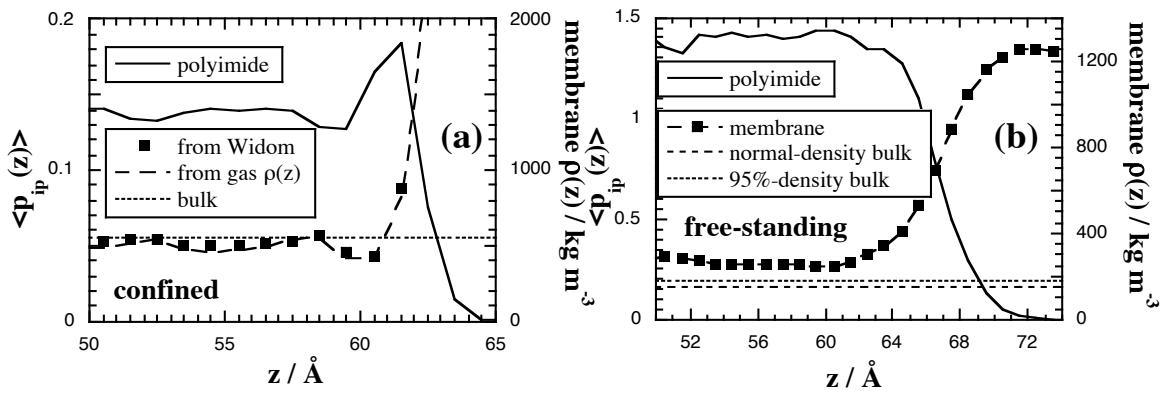 0.2
0.1
0
<p_ip (z)>
polyimide
from Widom
from gas ρ(z)
bulk
(a)
confined
2000
1000
0
membrane ρ(z) / kg m^-3
50
55
60
65
z / Å
1.5
1
0.5
0
<p_ip (z)>
polyimide
membrane
normal-density bulk
95%-density bulk
(b)
free-standing
1200
800
400
0
membrane ρ(z) / kg m^-3
52
56
60
64
68
72
z / Å